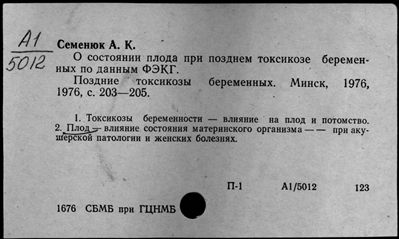 А1
5012
Семенюк А. К.
О состоянии плода при позднем токсикозе беремен-
ных по данным ФЭКГ.
Поздние токсикозы беременных. Минск, 1976,
1976, с. 203—205.
1. Токсикозы беременности — влияние на плод и потомство.
2. Плод — влияние состояния материнского организма — — при аку-
шерской патологии и женских болезнях.
П-1 А1/5012 123
1676 СБМБ при ГЦНМБ